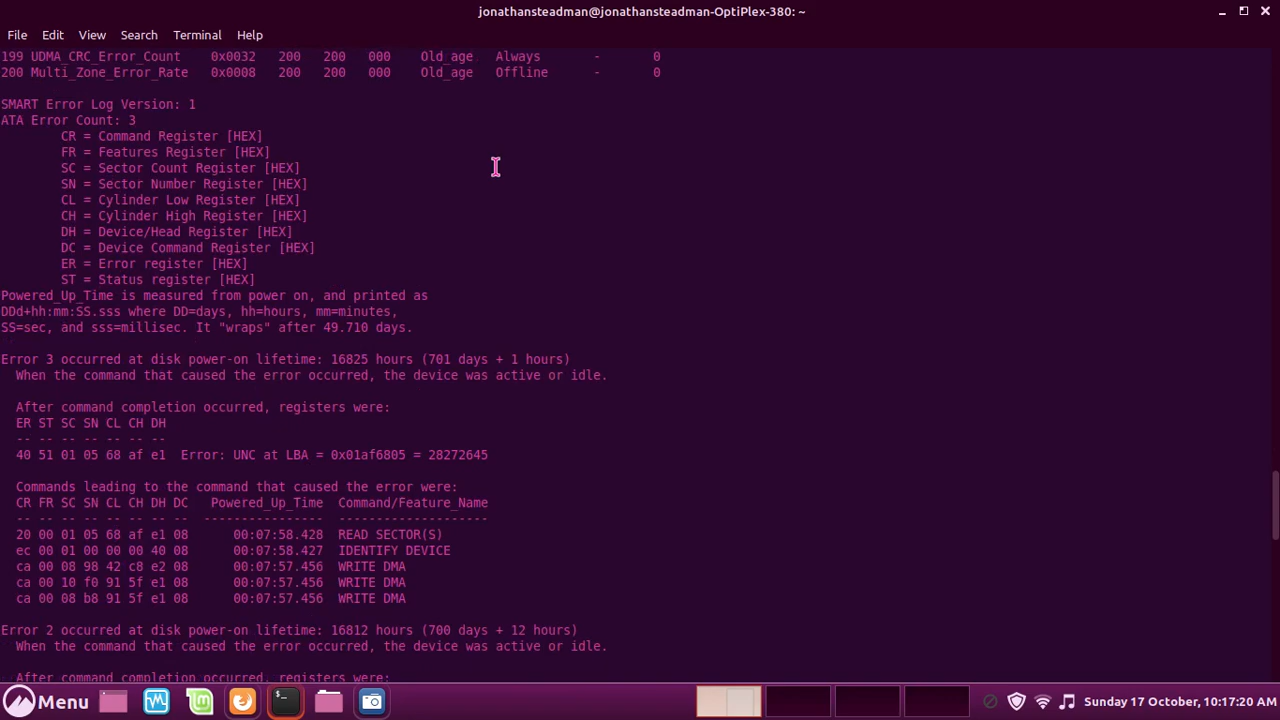 jonathansteadman@jonathansteadman-OptiPlex-380: ~
File Edit View Search Terminal Help
199 UDMA_CRC_Error_Count 0x0032 200 200 000 Old_age Always - 0
200 Multi_Zone_Error_Rate 0x0008 200 200 000 Old_age Offline - 0
SMART Error Log Version: 1
ATA Error Count: 3
CR = Command Register [HEX]
FR = Features Register [HEX]
SC = Sector Count Register [HEX]
SN = Sector Number Register [HEX]
CL = Cylinder Low Register [HEX]
CH = Cylinder High Register [HEX]
DH = Device/Head Register [HEX]
DC = Device Command Register [HEX]
ER = Error register [HEX]
ST = Status register [HEX]
Powered_Up_Time is measured from power on, and printed as
DDd+hh:mm:SS.sss where DD=days, hh=hours, mm=minutes,
SS=sec, and sss=millisec. It "wraps" after 49.710 days.
Error 3 occurred at disk power-on lifetime: 16825 hours (701 days + 1 hours)
When the command that caused the error occurred, the device was active or idle.
After command completion occurred, registers were:
ER ST SC SN CL CH DH
-- -- -- -- -- -- --
40 51 01 05 68 af e1 Error: UNC at LBA = 0x01af6805 = 28272645
Commands leading to the command that caused the error were:
CR FR SC SN CL CH DH DC Powered_Up_Time Command/Feature_Name
-- -- -- -- -- -- -- -- ---------------- --------------------
20 00 01 05 68 af e1 08 00:07:58.428 READ SECTOR(S)
ec 00 01 00 00 00 40 08 00:07:58.427 IDENTIFY DEVICE
ca 00 08 98 42 c8 e2 08 00:07:57.456 WRITE DMA
ca 00 10 f0 91 5f e1 08 00:07:57.456 WRITE DMA
ca 00 08 b8 91 5f e1 08 00:07:57.456 WRITE DMA
Error 2 occurred at disk power-on lifetime: 16812 hours (700 days + 12 hours)
When the command that caused the error occurred, the device was active or idle.
After command completion occurred, registers were:
Menu Sunday 17 October, 10:17:20 AM